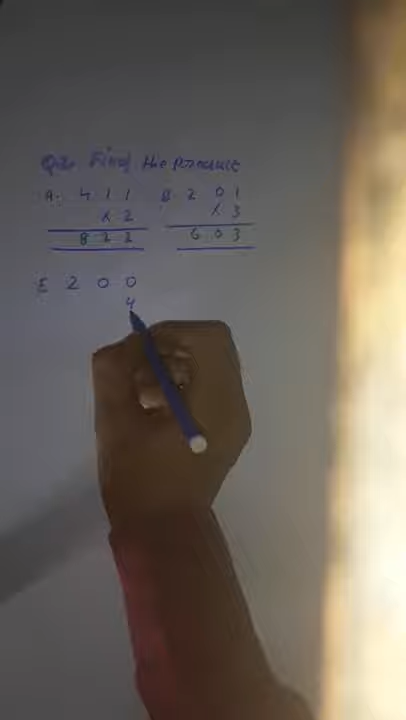 Q2. Find the Product
A. 4 1 1 B. 2 0 1
x 2 x 3
8 2 2 6 0 3
2 0 0
4